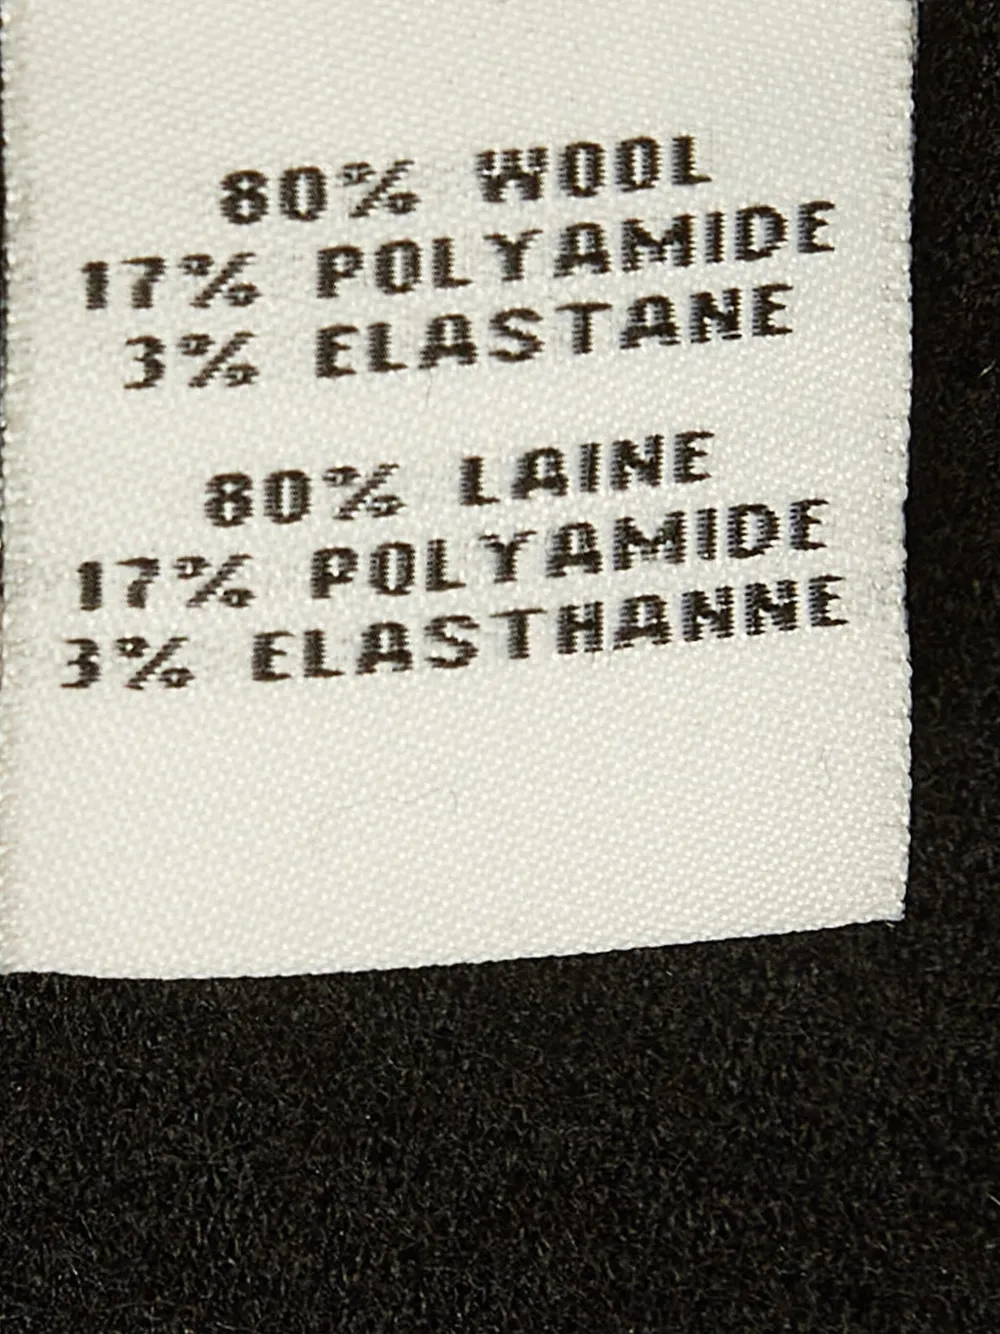 80% WOOL
17% POLYAMIDE
3% ELASTANE
80% LAINE
17% POLYAMIDE
3% ELASTHANNE